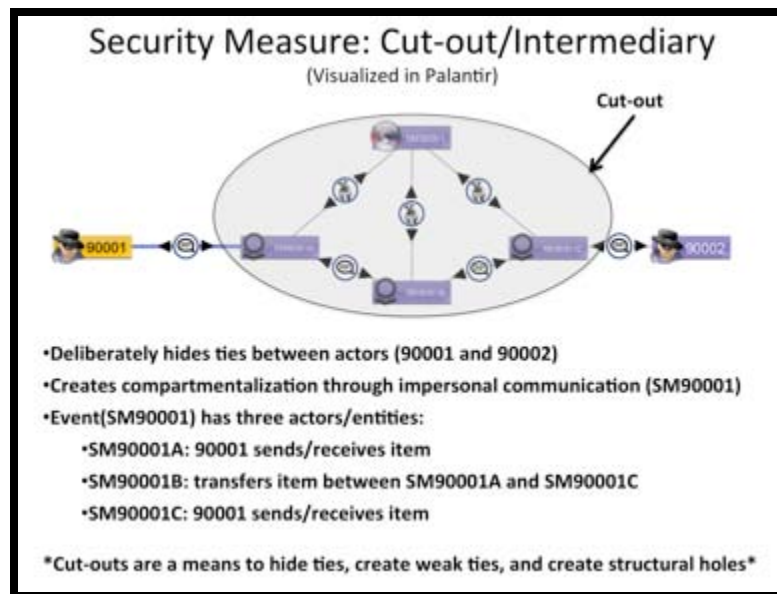 Security Measure: Cut-out/Intermediary
(Visualized in Palantir)
Cut-out
90001
90002
•Deliberately hides ties between actors (90001 and 90002)
•Creates compartmentalization through impersonal communication (SM90001)
•Event(SM90001) has three actors/entities:
•SM90001A: 90001 sends/receives item
•SM90001B: transfers item between SM90001A and SM90001C
•SM90001C: 90001 sends/receives item
*Cut-outs are a means to hide ties, create weak ties, and create structural holes*